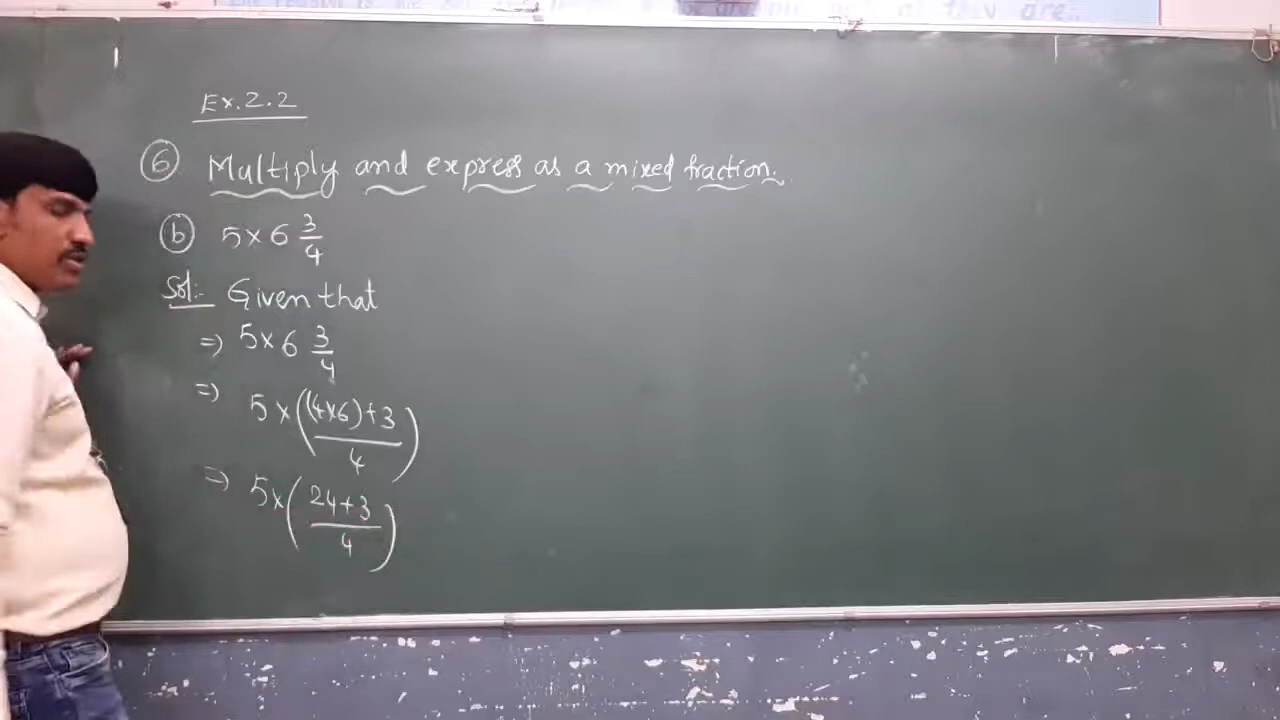 Ex.2.2
6 Multiply and express as a mixed fraction.
b 5×6 3/4
Sol:- Given that
=) 5×6 3/4
=) 5×((4×6)+3/4)
=) 5×(24+3/4)